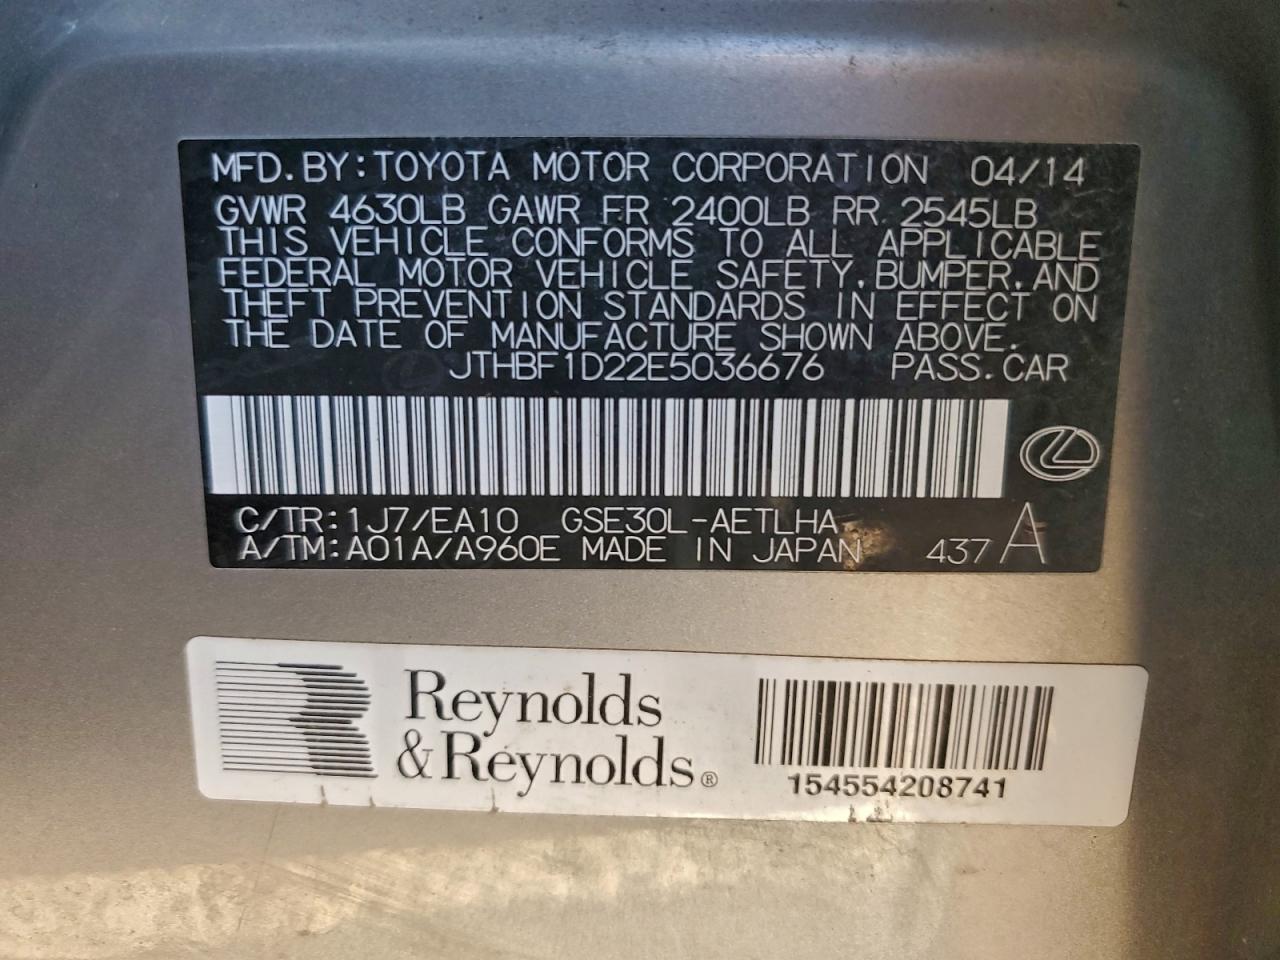 MFD. BY: TOYOTA MOTOR CORPORATION 04/14
GVWR 4630LB GAWR FR 2400LB RR 2545LB
THIS VEHICLE CONFORMS TO ALL APPLICABLE
FEDERAL MOTOR VEHICLE SAFETY, BUMPER, AND
THEFT PREVENTION STANDARDS IN EFFECT ON
THE DATE OF MANUFACTURE SHOWN ABOVE.
JTHBF1D22E5036676 PASS. CAR
C/TR: 1J7/EA10 GSE30L-AETLHA
A/TM: A01A/A960E MADE IN JAPAN 437 A
Reynolds
&Reynolds®
154554208741